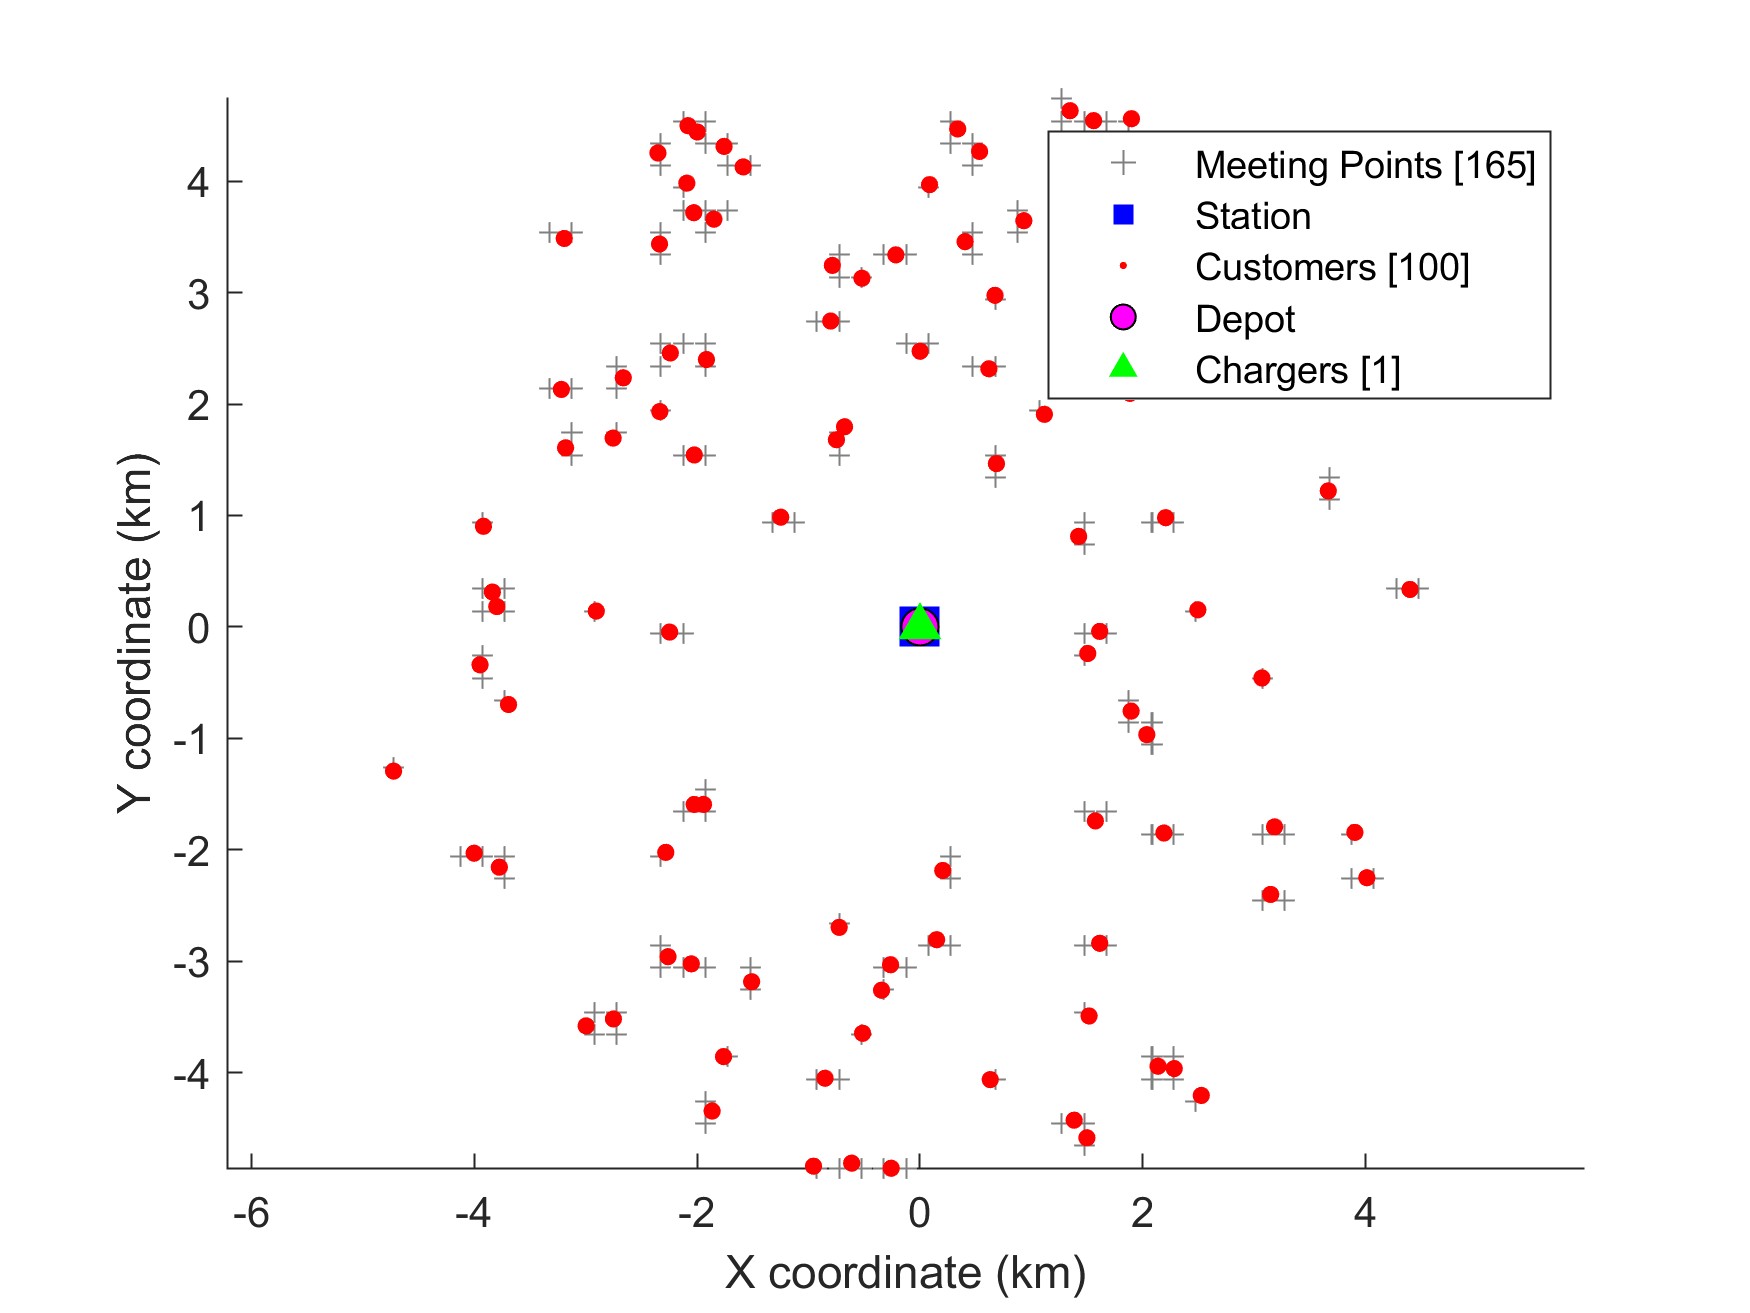 Meeting Points [165]
Station
Customers [100]
Depot
Chargers [1]
4
3
2
1
0
-1
-2
-3
-4
Y coordinate (km)
-6 -4 -2 0 2 4
X coordinate (km)